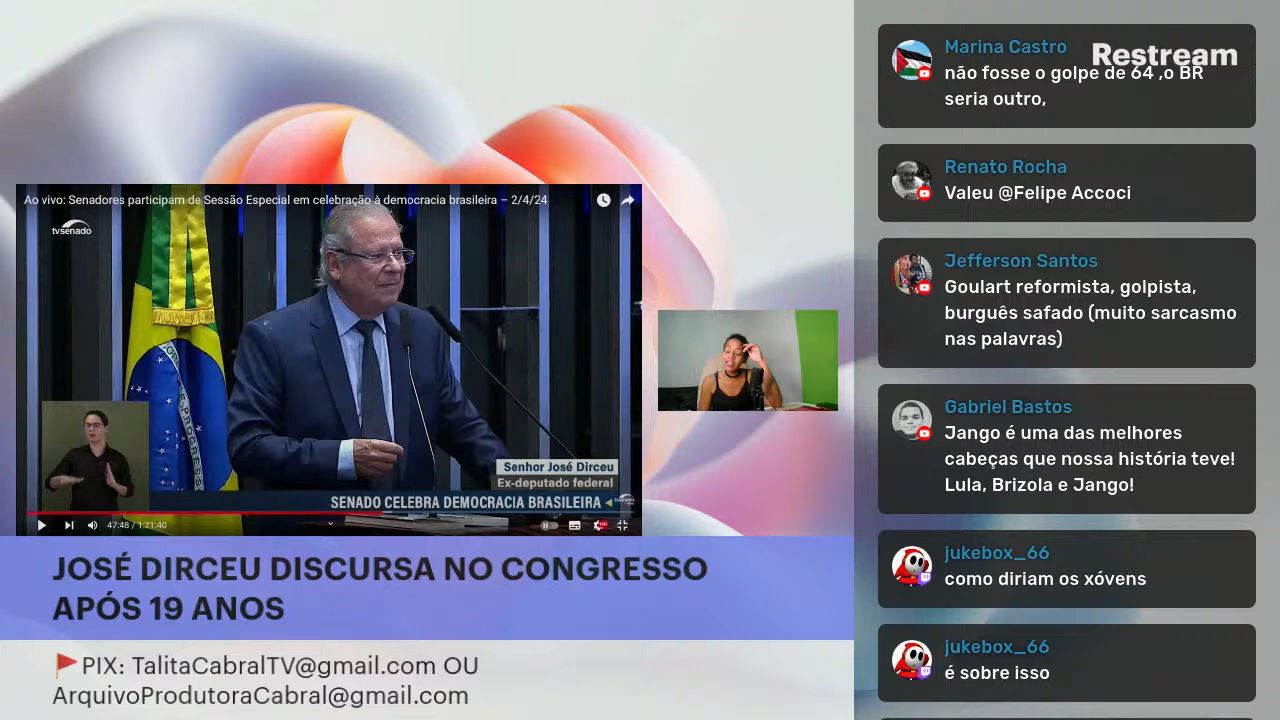 Ao vivo: Senadores participam de Sessão Especial em celebração à democracia brasileira – 2/4/24
tvsenado
Senhor José Dirceu
Ex-deputado federal
SENADO CELEBRA DEMOCRACIA BRASILEIRA
47:48 / 1:21:40
JOSÉ DIRCEU DISCURSA NO CONGRESSO
APÓS 19 ANOS
PIX: TalitaCabralTV@gmail.com OU
ArquivoProdutoraCabral@gmail.com
Restream
Marina Castro
não fosse o golpe de 64 ,o BR
seria outro,
Renato Rocha
Valeu @Felipe Accoci
Jefferson Santos
Goulart reformista, golpista,
burguês safado (muito sarcasmo
nas palavras)
Gabriel Bastos
Jango é uma das melhores
cabeças que nossa história teve!
Lula, Brizola e Jango!
jukebox_66
como diriam os xóvens
jukebox_66
é sobre isso